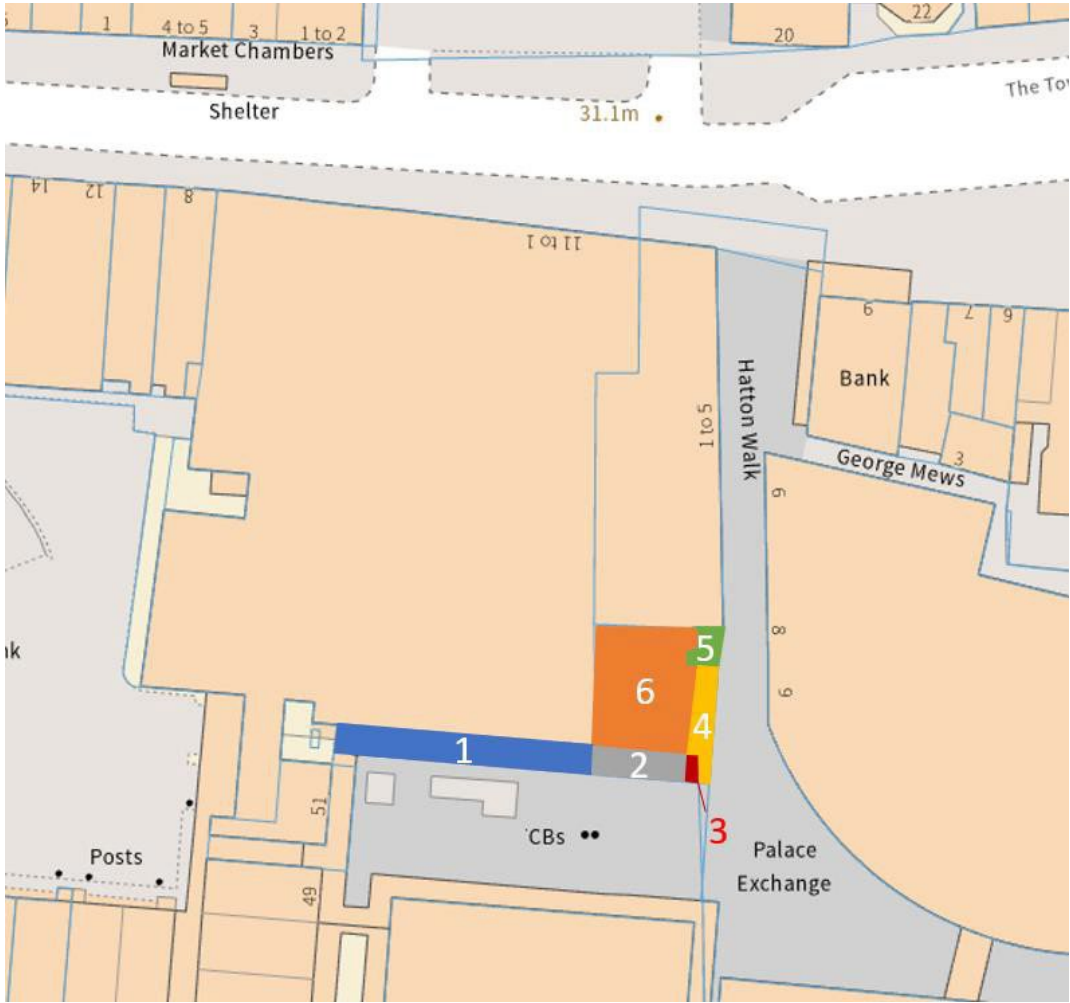 1
4 to 5
3
1 to 2
22
20
Market Chambers
The Tow
Shelter
31.1m
14
12
8
11 to 1
9
7
6
Bank
Hatton Walk
1 to 5
3
George Mews
6
8
5
nk
6
4
9
1
2
51
3
CBs
Palace
Exchange
Posts
49